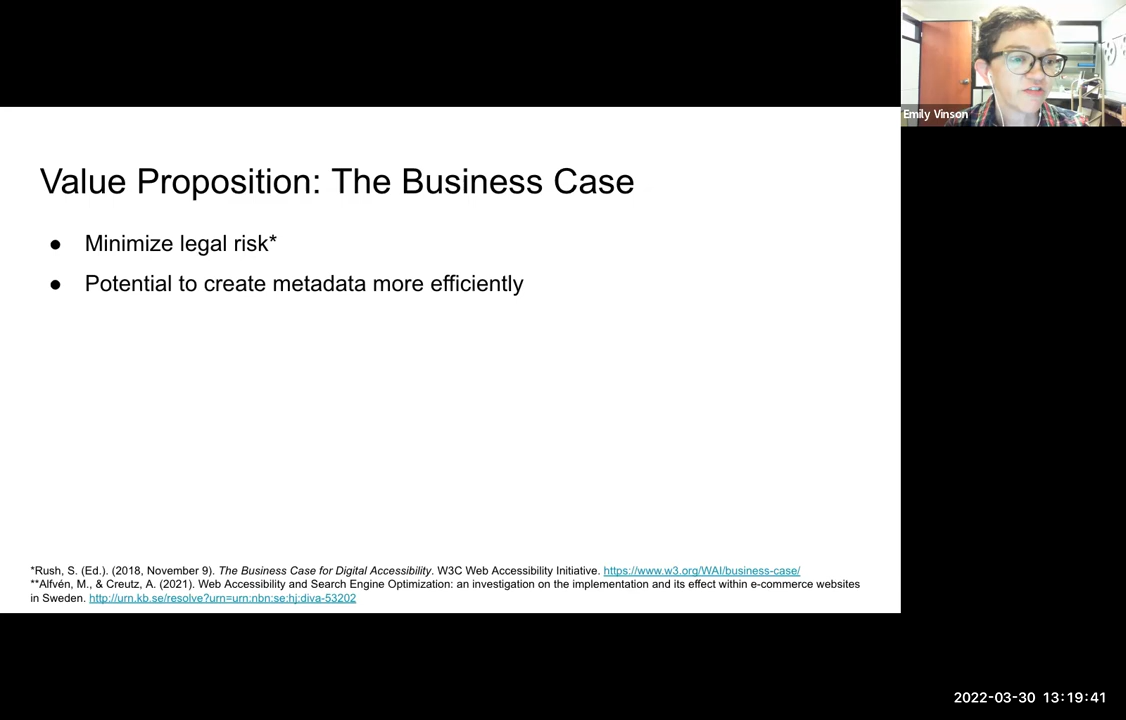 Emily Vinson
Value Proposition: The Business Case
● Minimize legal risk*
● Potential to create metadata more efficiently
*Rush, S. (Ed.). (2018, November 9). The Business Case for Digital Accessibility. W3C Web Accessibility Initiative. https://www.w3.org/WAI/business-case/
**Alfvén, M., & Creutz, A. (2021). Web Accessibility and Search Engine Optimization: an investigation on the implementation and its effect within e-commerce websites
in Sweden. http://urn.kb.se/resolve?urn=urn:nbn:se:hj:diva-53202
2022-03-30 13:19:41